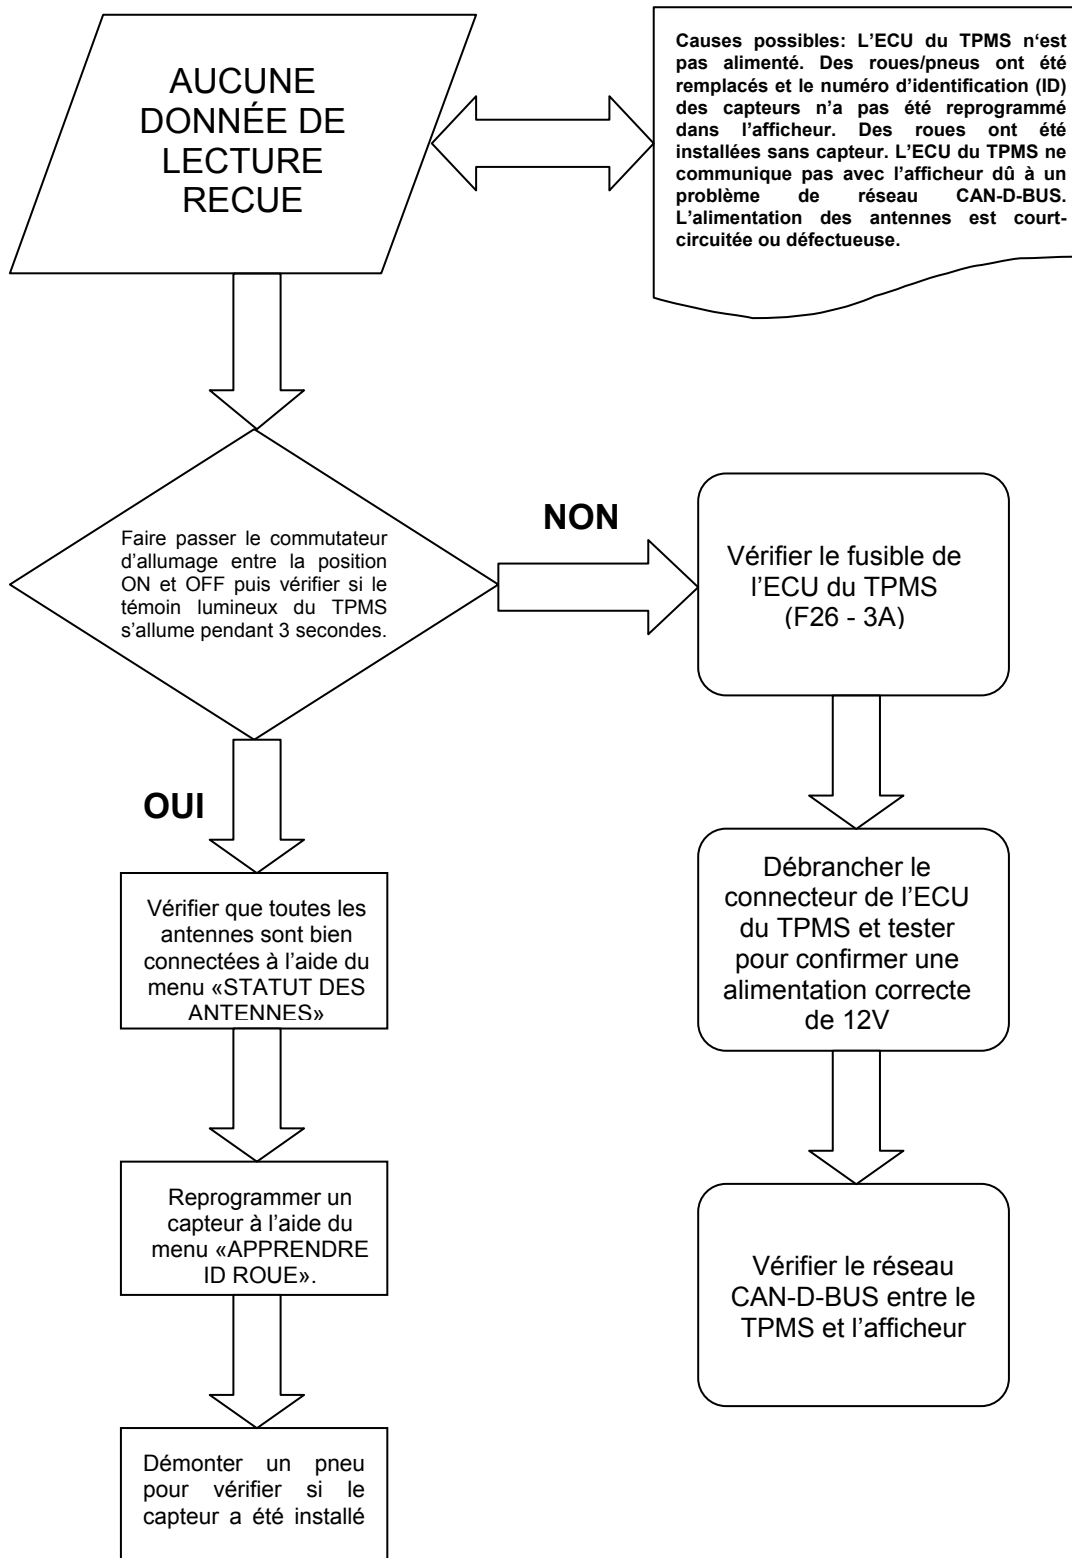 AUCUNE
DONNÉE DE
LECTURE
RECUE
Causes possibles: L’ECU du TPMS n‘est
pas alimenté. Des roues/pneus ont été
remplacés et le numéro d’identification (ID)
des capteurs n’a pas été reprogrammé
dans l’afficheur. Des roues ont été
installées sans capteur. L’ECU du TPMS ne
communique pas avec l’afficheur dû à un
problème de réseau CAN-D-BUS.
L’alimentation des antennes est court-
circuitée ou défectueuse.
Faire passer le commutateur
d’allumage entre la position
ON et OFF puis vérifier si le
témoin lumineux du TPMS
s’allume pendant 3 secondes.
NON
Vérifier le fusible de
l’ECU du TPMS
(F26 - 3A)
OUI
Vérifier que toutes les
antennes sont bien
connectées à l’aide du
menu «STATUT DES
ANTENNES»
Débrancher le
connecteur de l’ECU
du TPMS et tester
pour confirmer une
alimentation correcte
de 12V
Reprogrammer un
capteur à l’aide du
menu «APPRENDRE
ID ROUE».
Vérifier le réseau
CAN-D-BUS entre le
TPMS et l’afficheur
Démonter un pneu
pour vérifier si le
capteur a été installé